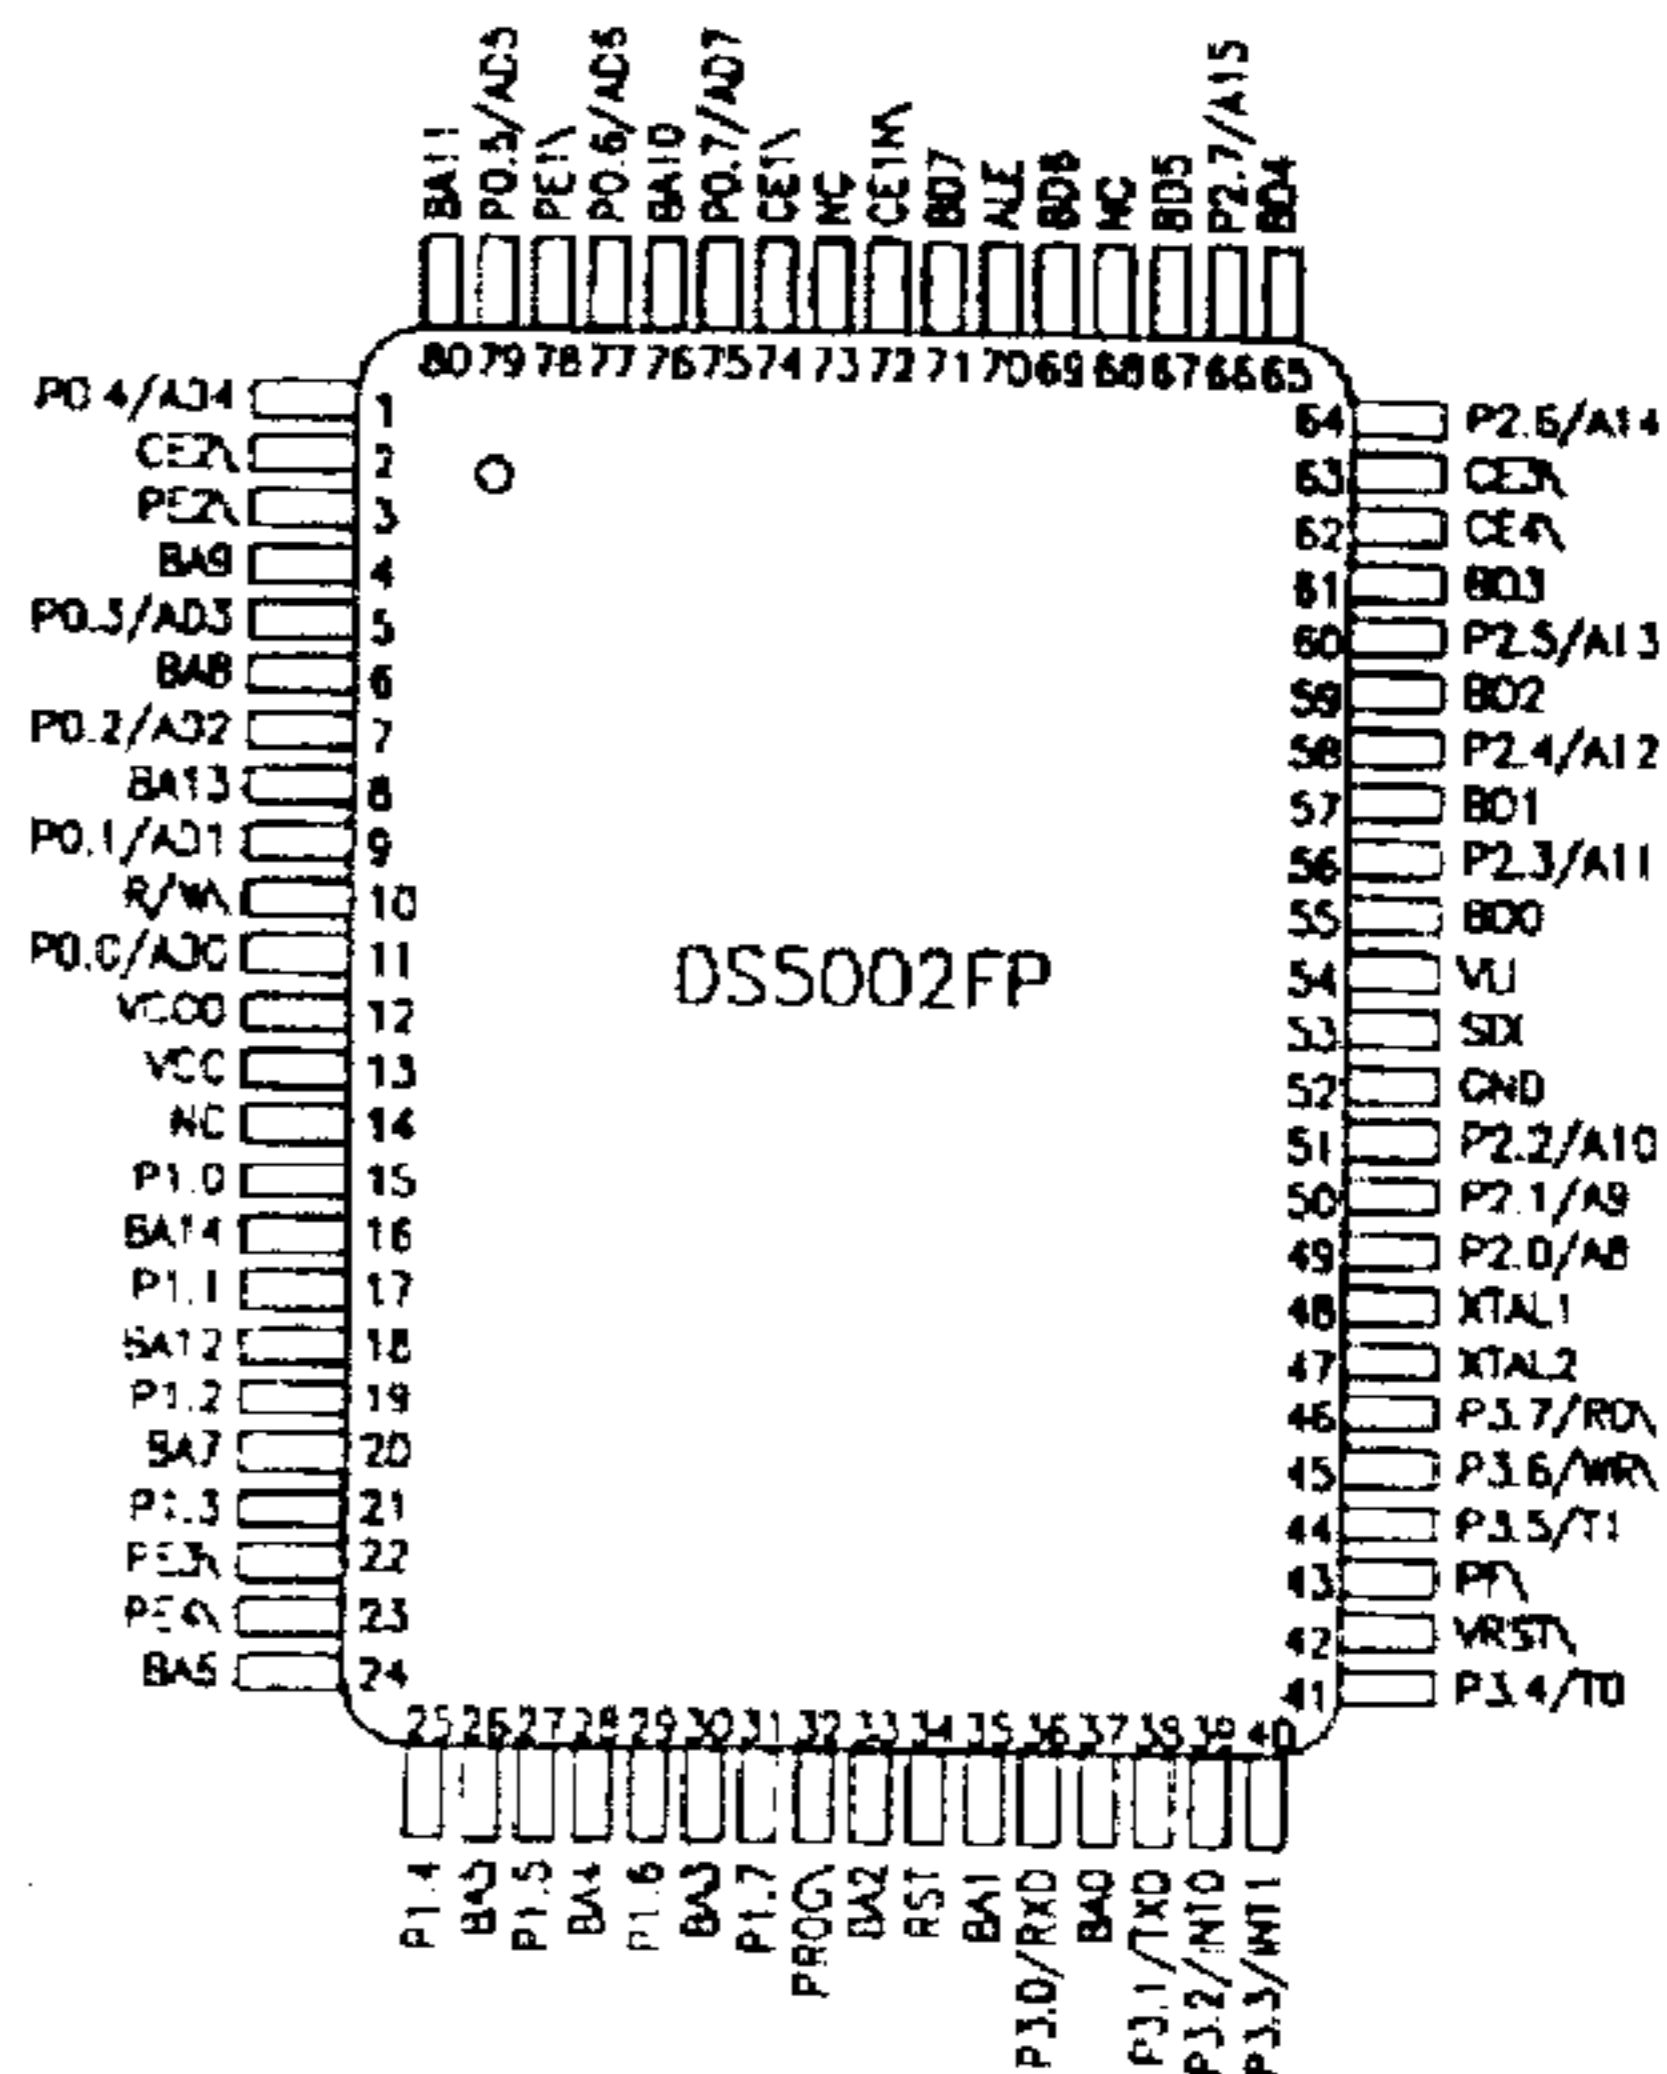 BA11
P0.5/AD5
PE1\
P0.6/AD6
BA10
P0.7/AD7
CE1\
NC
CE1N\
BD7
ALE
BD6
NC
BD5
P2.7/A15
BD4
80 79 78 77 76 75 74 73 72 71 70 69 68 67 66 65
P0.4/AD4 1
CE2\ 2
PE2\ 3
BA9 4
P0.3/AD3 5
BA8 6
P0.2/AD2 7
BA13 8
P0.1/AD1 9
R/W\ 10
P0.0/AD0 11
VCC0 12
VCC 13
NC 14
P1.0 15
BA14 16
P1.1 17
BA12 18
P1.2 19
BA7 20
P1.3 21
PE3\ 22
PE4\ 23
BA6 24
DS5002FP
64 P2.6/A14
63 CE3\
62 CE4\
61 BD3
60 P2.5/A13
59 BD2
58 P2.4/A12
57 BD1
56 P2.3/A11
55 BD0
54 VLI
53 SDI
52 GND
51 P2.2/A10
50 P2.1/A9
49 P2.0/A8
48 XTAL1
47 XTAL2
46 P3.7/RD\
45 P3.6/WR\
44 P3.5/T1
43 PF\
42 VRST\
41 P3.4/T0
25 26 27 28 29 30 31 32 33 34 35 36 37 38 39 40
P1.4
BA5
P1.5
BA4
P1.6
BA3
P1.7
PROG\
BA2
RST
BA1
P3.0/RXD
BA0
P3.1/TXD
P3.2/INT0
P3.3/INT1